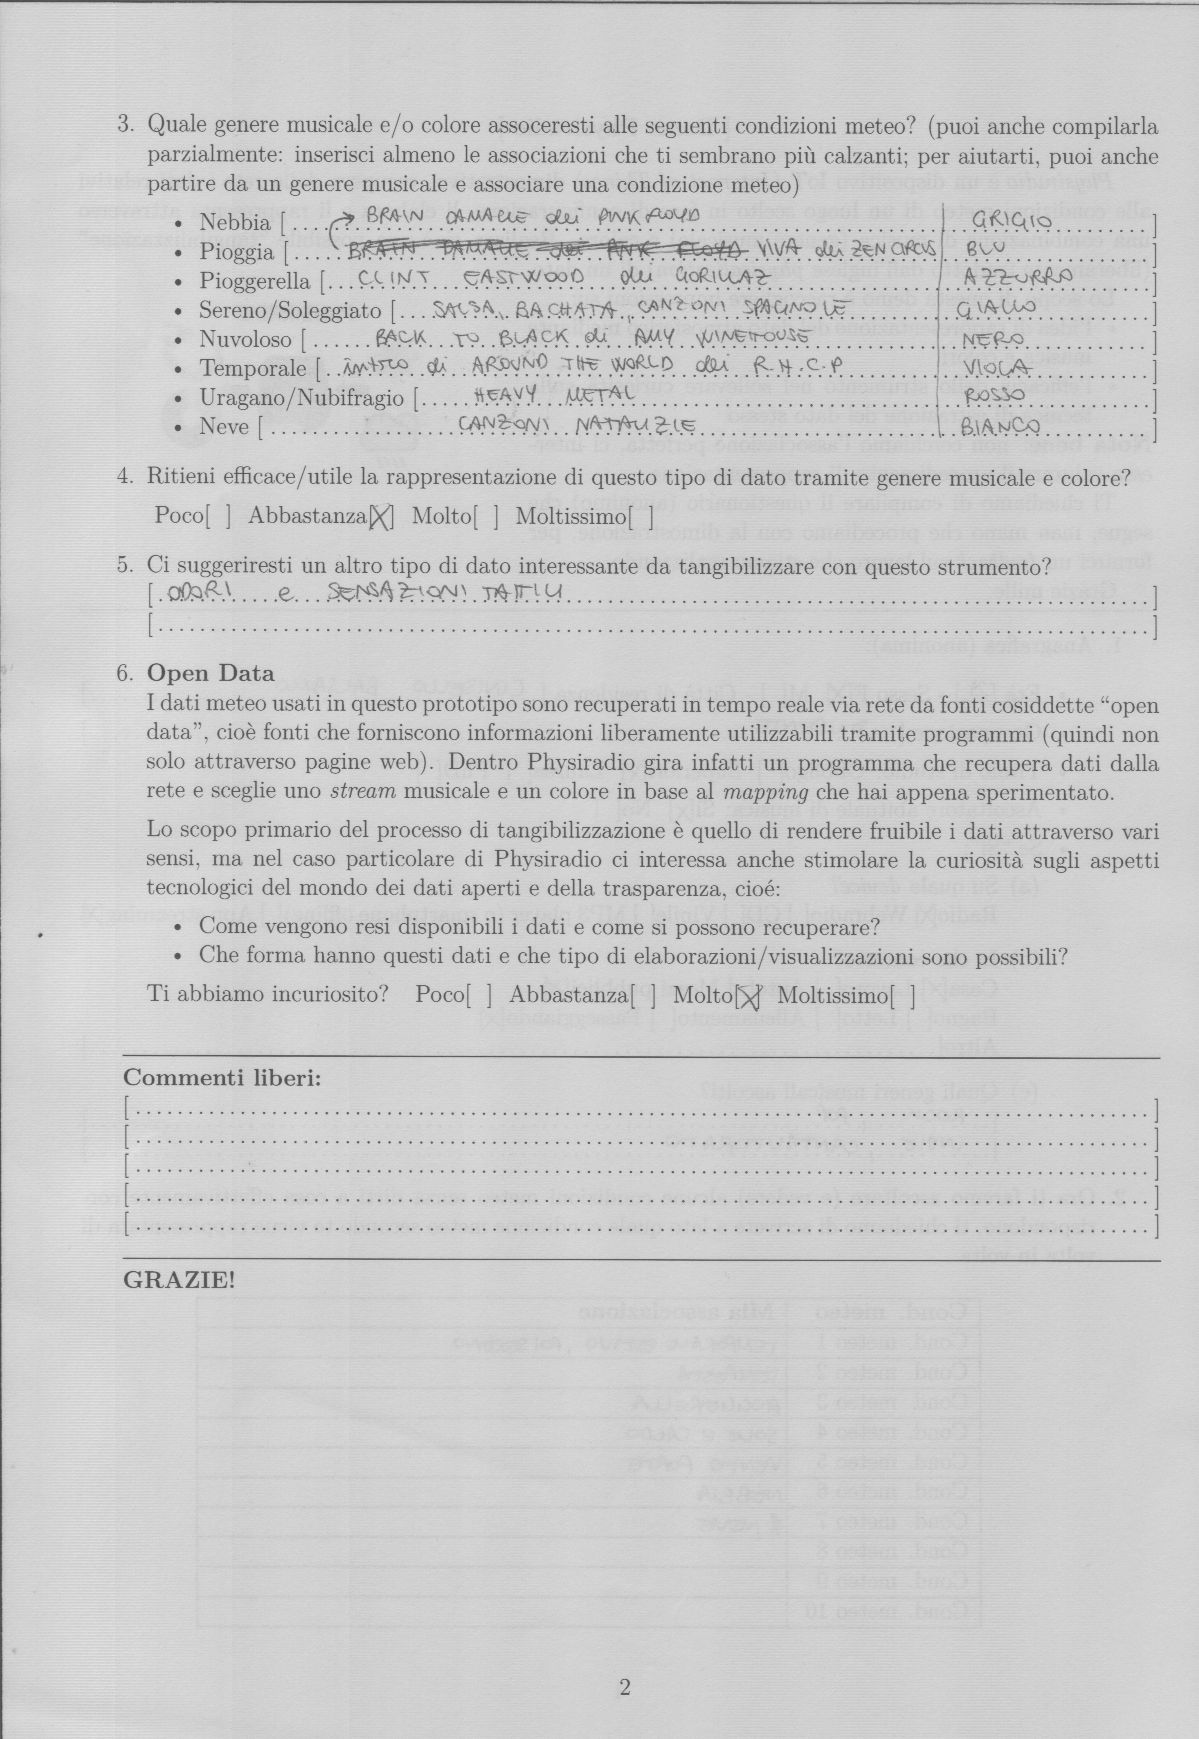 3. Quale genere musicale e/o colore assoceresti alle seguenti condizioni meteo? (puoi anche compilarla
parzialmente: inserisci almeno le associazioni che ti sembrano più calzanti; per aiutarti, puoi anche
partire da un genere musicale e associare una condizione meteo)
• Nebbia [ → BRAIN DAMAGE dei PINK FLOYD | GRIGIO ]
• Pioggia [ BRAIN DAMAGE dei PINK FLOYD VIVA dei ZEN CIRCUS | BLU ]
• Pioggerella [ CLINT EASTWOOD dei GORILLAZ | AZZURRO ]
• Sereno/Soleggiato [ SALSA, BACHATA, CANZONI SPAGNOLE | GIALLO ]
• Nuvoloso [ BACK TO BLACK di AMY WINEHOUSE | NERO ]
• Temporale [ inizio di AROUND THE WORLD dei R.H.C.P | VIOLA ]
• Uragano/Nubifragio [ HEAVY METAL | ROSSO ]
• Neve [ CANZONI NATALIZIE | BIANCO ]
4. Ritieni efficace/utile la rappresentazione di questo tipo di dato tramite genere musicale e colore?
Poco[ ] Abbastanza[X] Molto[ ] Moltissimo[ ]
5. Ci suggeriresti un altro tipo di dato interessante da tangibilizzare con questo strumento?
[ ODORI e SENSAZIONI TATTILI ]
[ ]
6. Open Data
I dati meteo usati in questo prototipo sono recuperati in tempo reale via rete da fonti cosiddette “open
data”, cioè fonti che forniscono informazioni liberamente utilizzabili tramite programmi (quindi non
solo attraverso pagine web). Dentro Physiradio gira infatti un programma che recupera dati dalla
rete e sceglie uno stream musicale e un colore in base al mapping che hai appena sperimentato.
Lo scopo primario del processo di tangibilizzazione è quello di rendere fruibile i dati attraverso vari
sensi, ma nel caso particolare di Physiradio ci interessa anche stimolare la curiosità sugli aspetti
tecnologici del mondo dei dati aperti e della trasparenza, cioé:
• Come vengono resi disponibili i dati e come si possono recuperare?
• Che forma hanno questi dati e che tipo di elaborazioni/visualizzazioni sono possibili?
Ti abbiamo incuriosito? Poco[ ] Abbastanza[ ] Molto[X] Moltissimo[ ]
Commenti liberi:
[ ]
[ ]
[ ]
[ ]
[ ]
GRAZIE!
2